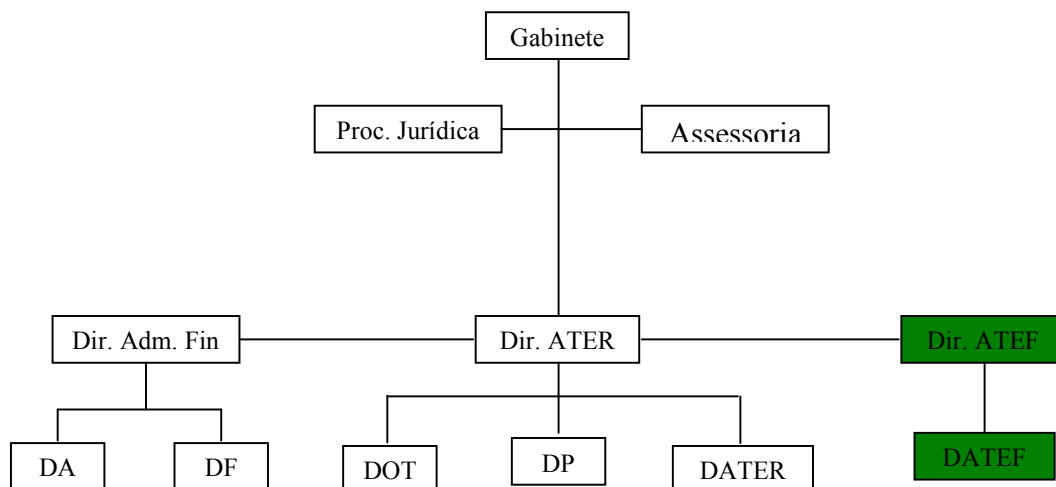 Gabinete
Proc. Jurídica
Assessoria
Dir. Adm. Fin
Dir. ATER
Dir. ATEF
DA
DF
DOT
DP
DATER
DATEF